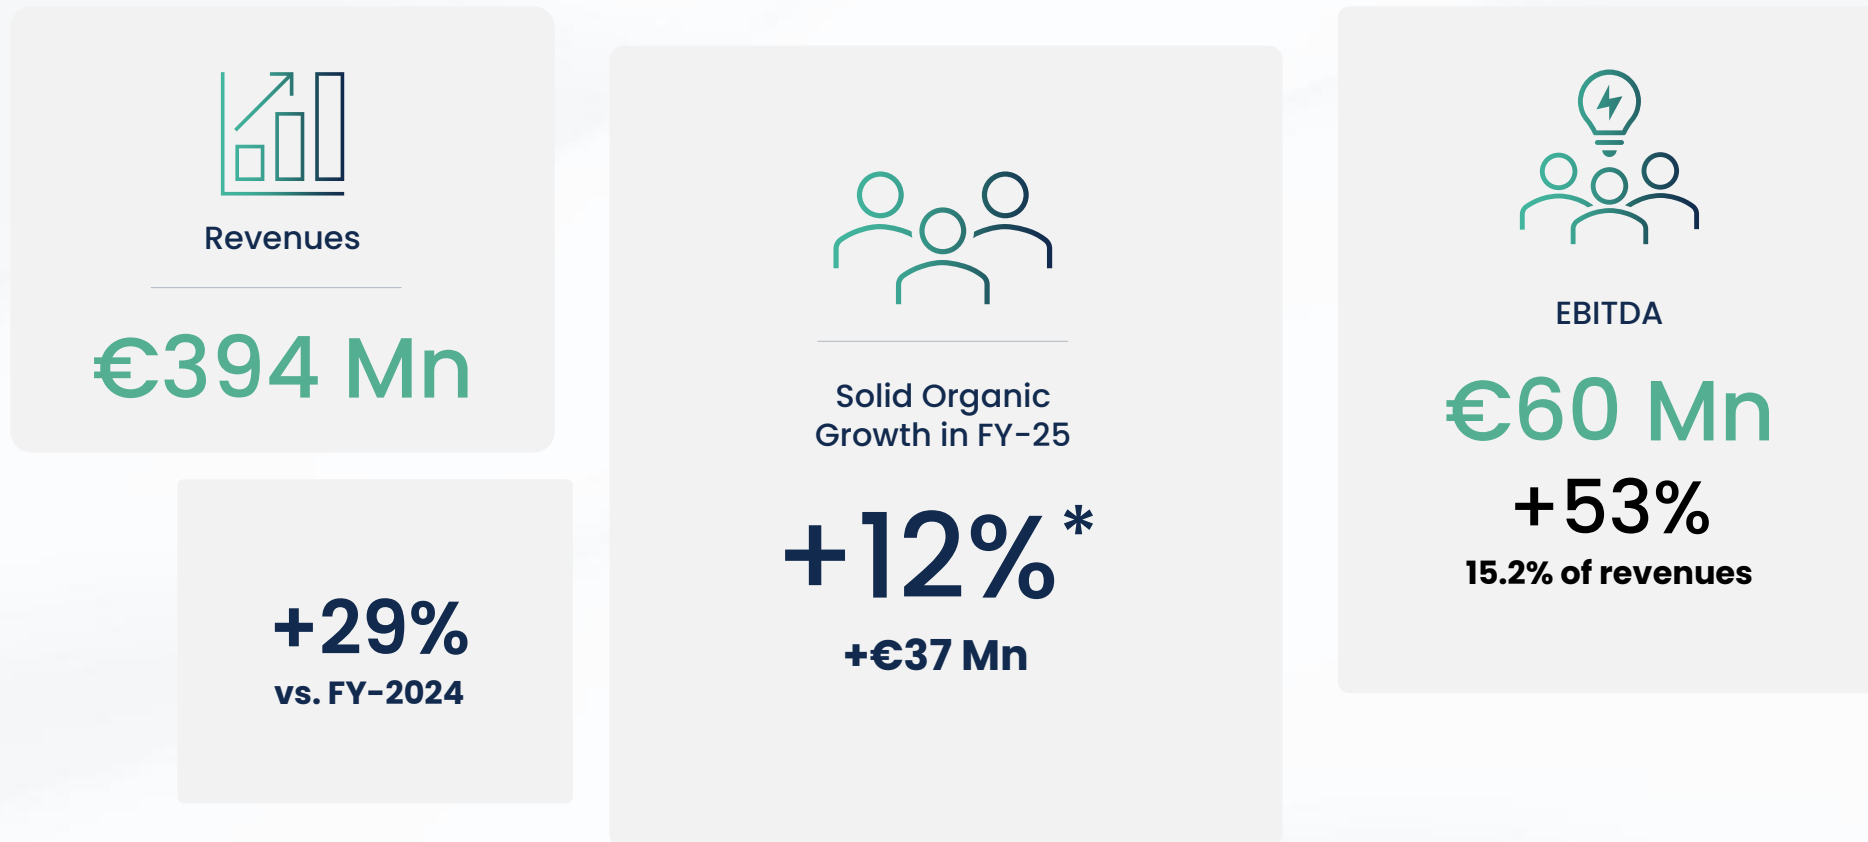 Revenues
€394 Mn
+29%
vs. FY-2024
Solid Organic
Growth in FY-25
+12%*
+€37 Mn
EBITDA
€60 Mn
+53%
15.2% of revenues